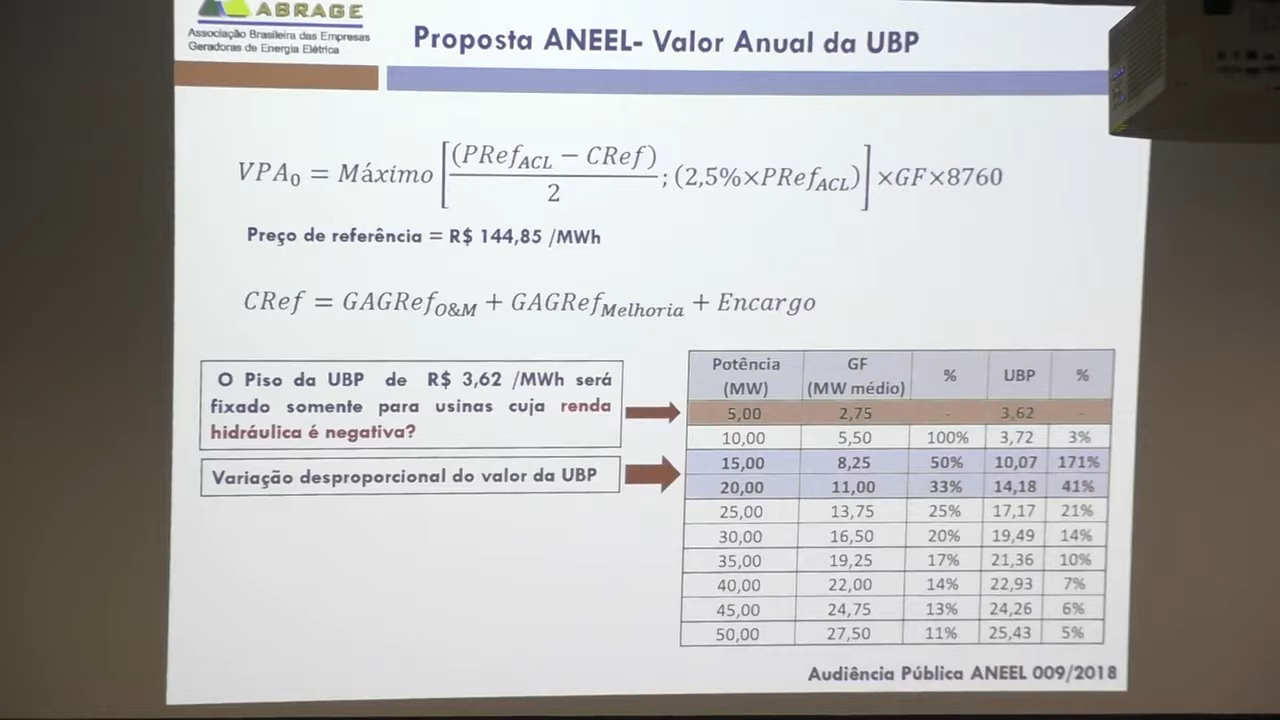 ABRAGE
Associação Brasileira das Empresas
Geradoras de Energia Elétrica
Proposta ANEEL- Valor Anual da UBP
VPA₀ = Máximo [(PRef_ACL − CRef)/2 ; (2,5%×PRef_ACL)] ×GF×8760
Preço de referência = R$ 144,85 /MWh
CRef = GAGRef_O&M + GAGRef_Melhoria + Encargo
O Piso da UBP de R$ 3,62 /MWh será
fixado somente para usinas cuja renda
hidráulica é negativa?
Variação desproporcional do valor da UBP
Potência (MW) GF (MW médio) % UBP %
5,00 2,75 - 3,62 -
10,00 5,50 100% 3,72 3%
15,00 8,25 50% 10,07 171%
20,00 11,00 33% 14,18 41%
25,00 13,75 25% 17,17 21%
30,00 16,50 20% 19,49 14%
35,00 19,25 17% 21,36 10%
40,00 22,00 14% 22,93 7%
45,00 24,75 13% 24,26 6%
50,00 27,50 11% 25,43 5%
Audiência Pública ANEEL 009/2018